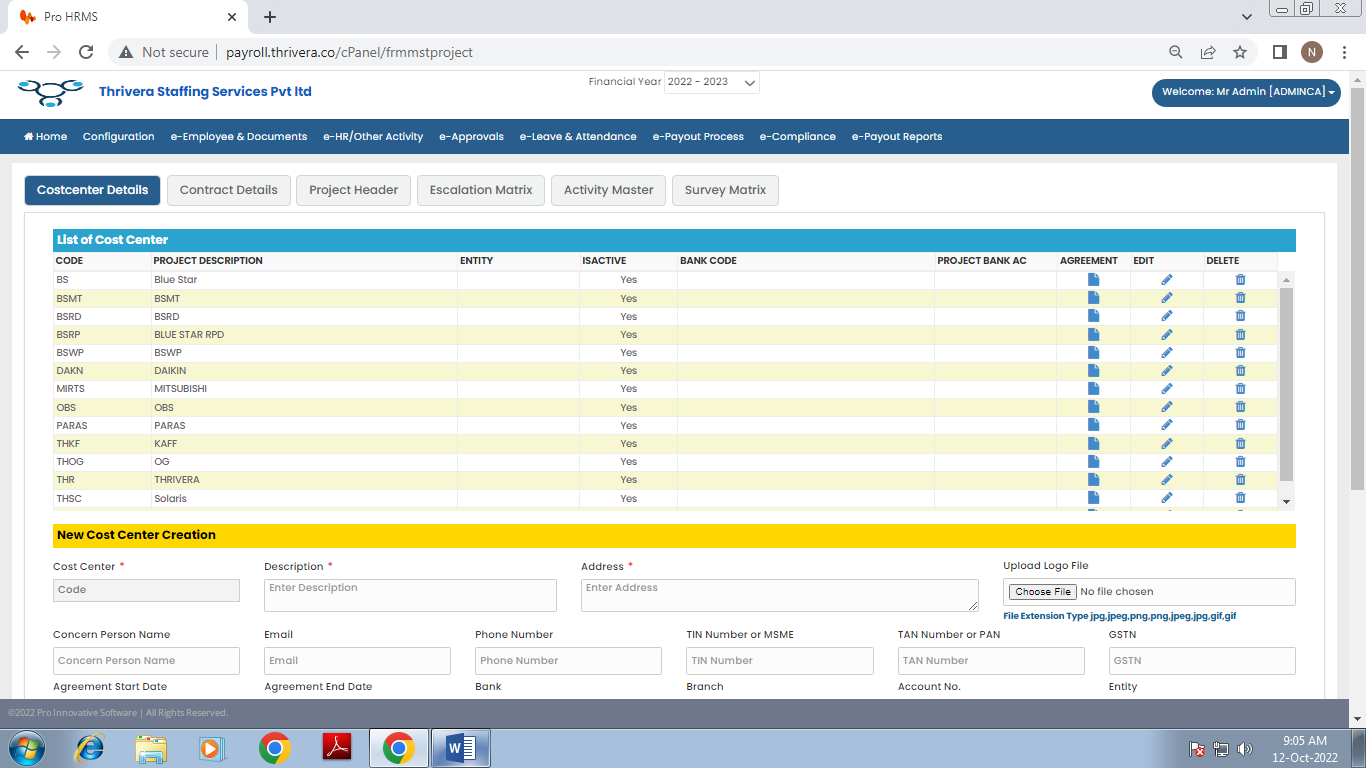 Pro HRMS
Not secure | payroll.thrivera.co/cPanel/frmmstproject
N
Thrivera Staffing Services Pvt ltd
Financial Year 2022 - 2023
Welcome: Mr Admin [ADMINCA]
Home Configuration e-Employee & Documents e-HR/Other Activity e-Approvals e-Leave & Attendance e-Payout Process e-Compliance e-Payout Reports
Costcenter Details Contract Details Project Header Escalation Matrix Activity Master Survey Matrix
List of Cost Center
CODE PROJECT DESCRIPTION ENTITY ISACTIVE BANK CODE PROJECT BANK AC AGREEMENT EDIT DELETE
BS Blue Star Yes
BSMT BSMT Yes
BSRD BSRD Yes
BSRP BLUE STAR RPD Yes
BSWP BSWP Yes
DAKN DAIKIN Yes
MIRTS MITSUBISHI Yes
OBS OBS Yes
PARAS PARAS Yes
THKF KAFF Yes
THOG OG Yes
THR THRIVERA Yes
THSC Solaris Yes
New Cost Center Creation
Cost Center * Description * Address * Upload Logo File
Code Enter Description Enter Address Choose File No file chosen
File Extension Type jpg,jpeg,png,png,jpeg,jpg,gif,gif
Concern Person Name Email Phone Number TIN Number or MSME TAN Number or PAN GSTN
Concern Person Name Email Phone Number TIN Number TAN Number GSTN
Agreement Start Date Agreement End Date Bank Branch Account No. Entity
©2022 Pro Innovative Software | All Rights Reserved.
9:05 AM
12-Oct-2022